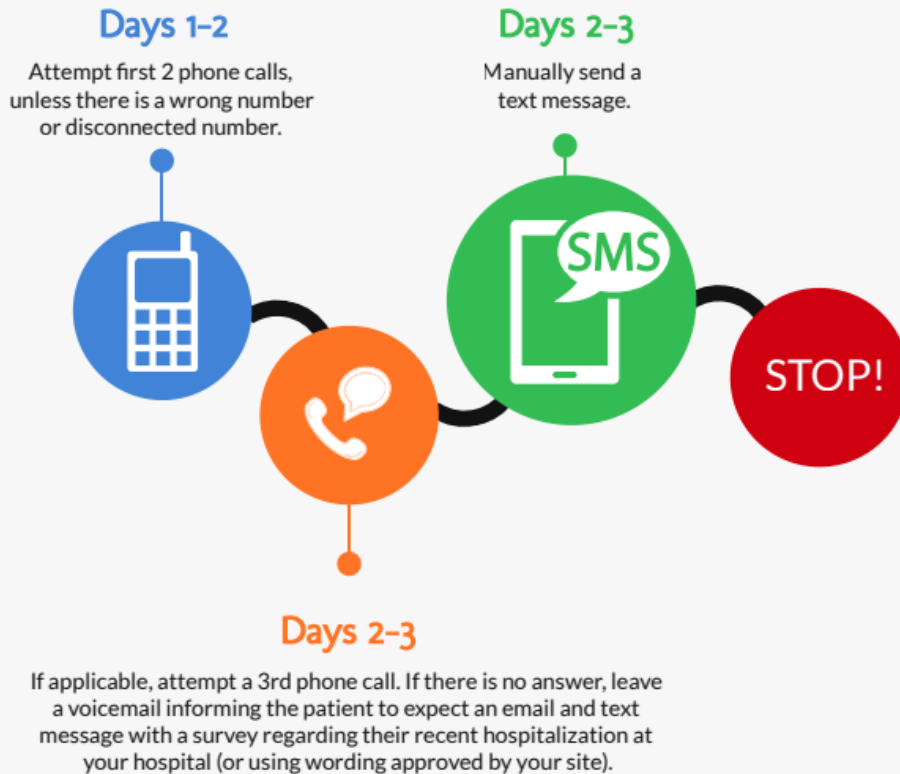 Days 1-2
Attempt first 2 phone calls,
unless there is a wrong number
or disconnected number.
Days 2-3
Manually send a
text message.
SMS
STOP!
Days 2-3
If applicable, attempt a 3rd phone call. If there is no answer, leave
a voicemail informing the patient to expect an email and text
message with a survey regarding their recent hospitalization at
your hospital (or using wording approved by your site).